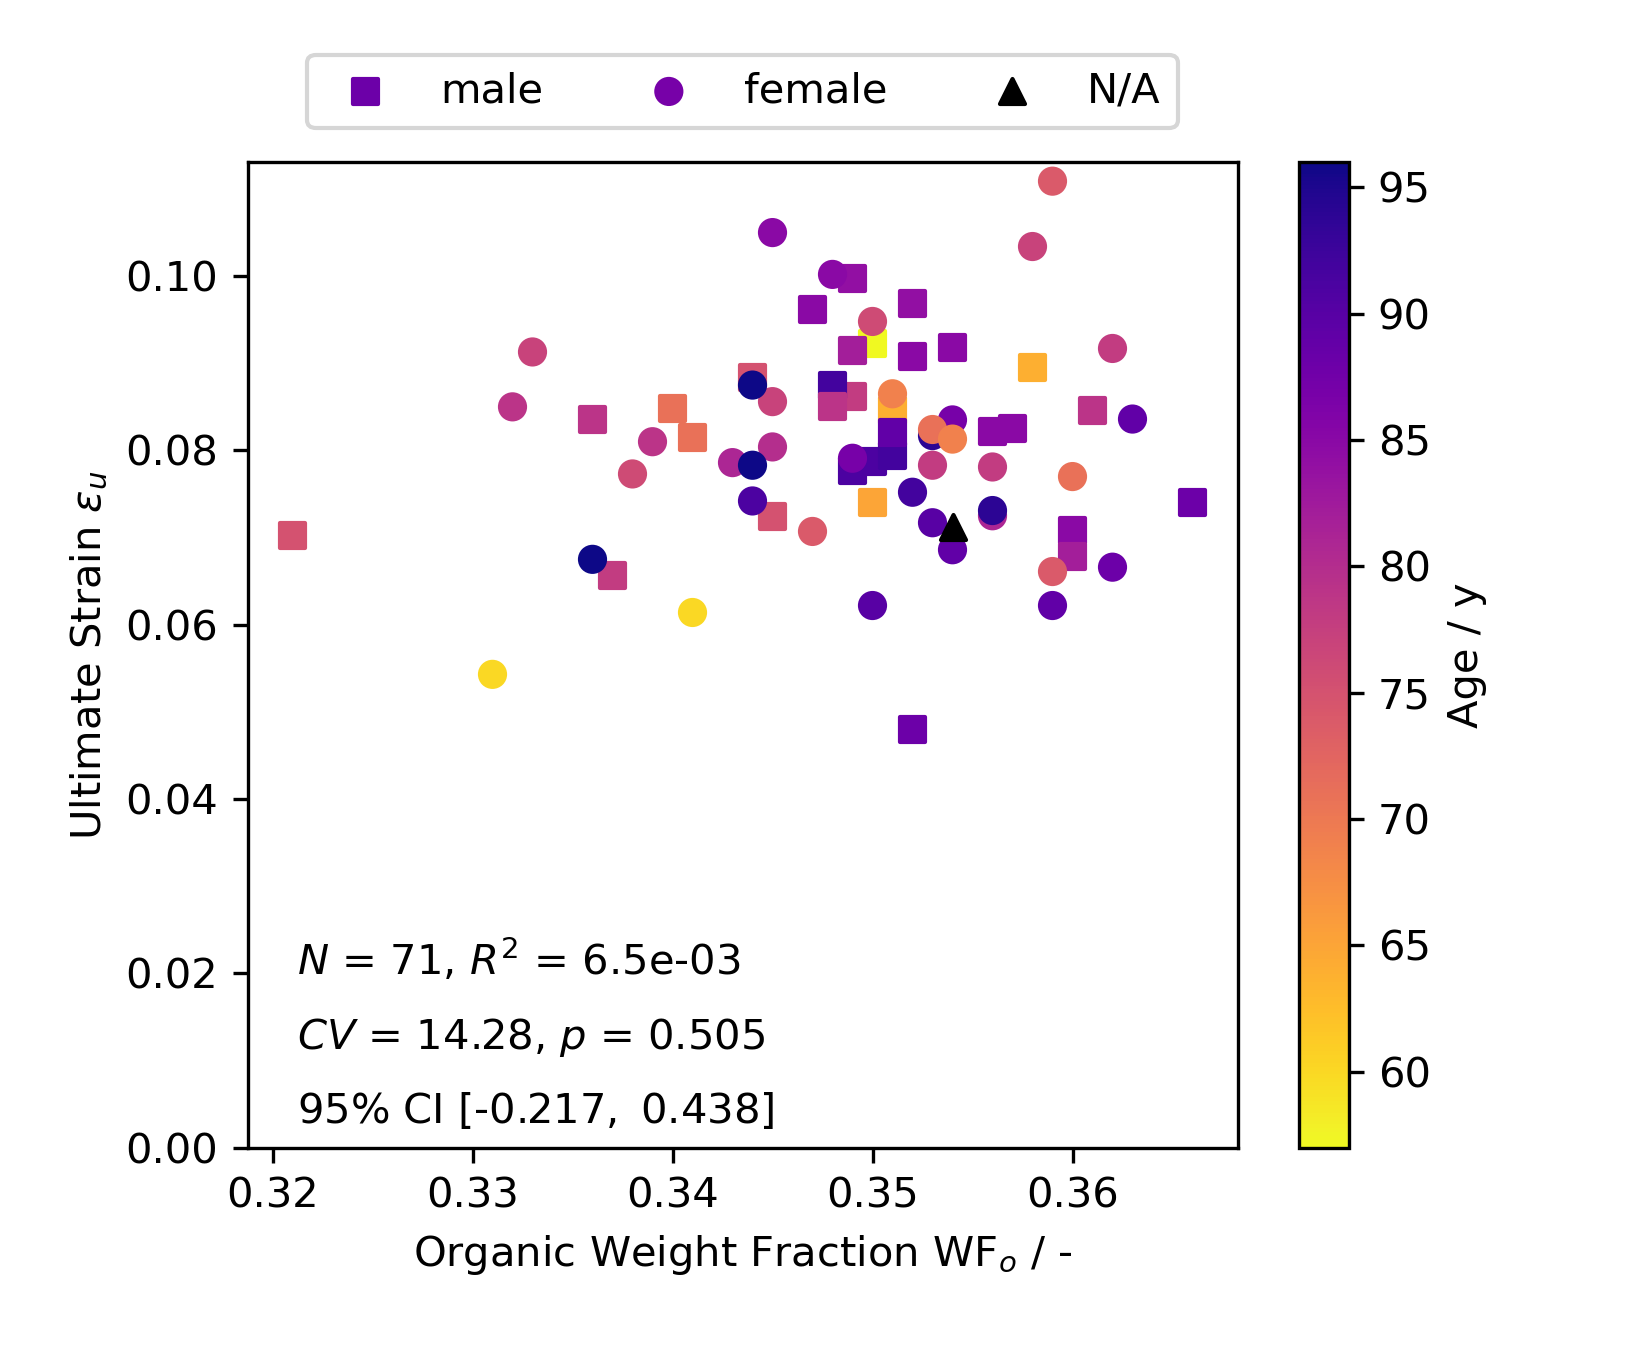 male female N/A
0.10
0.08
0.06
0.04
0.02
0.00
Ultimate Strain εu
N = 71, R2 = 6.5e-03
CV = 14.28, p = 0.505
95% CI [-0.217, 0.438]
0.32 0.33 0.34 0.35 0.36
Organic Weight Fraction WFo / -
95
90
85
80
75
70
65
60
Age / y